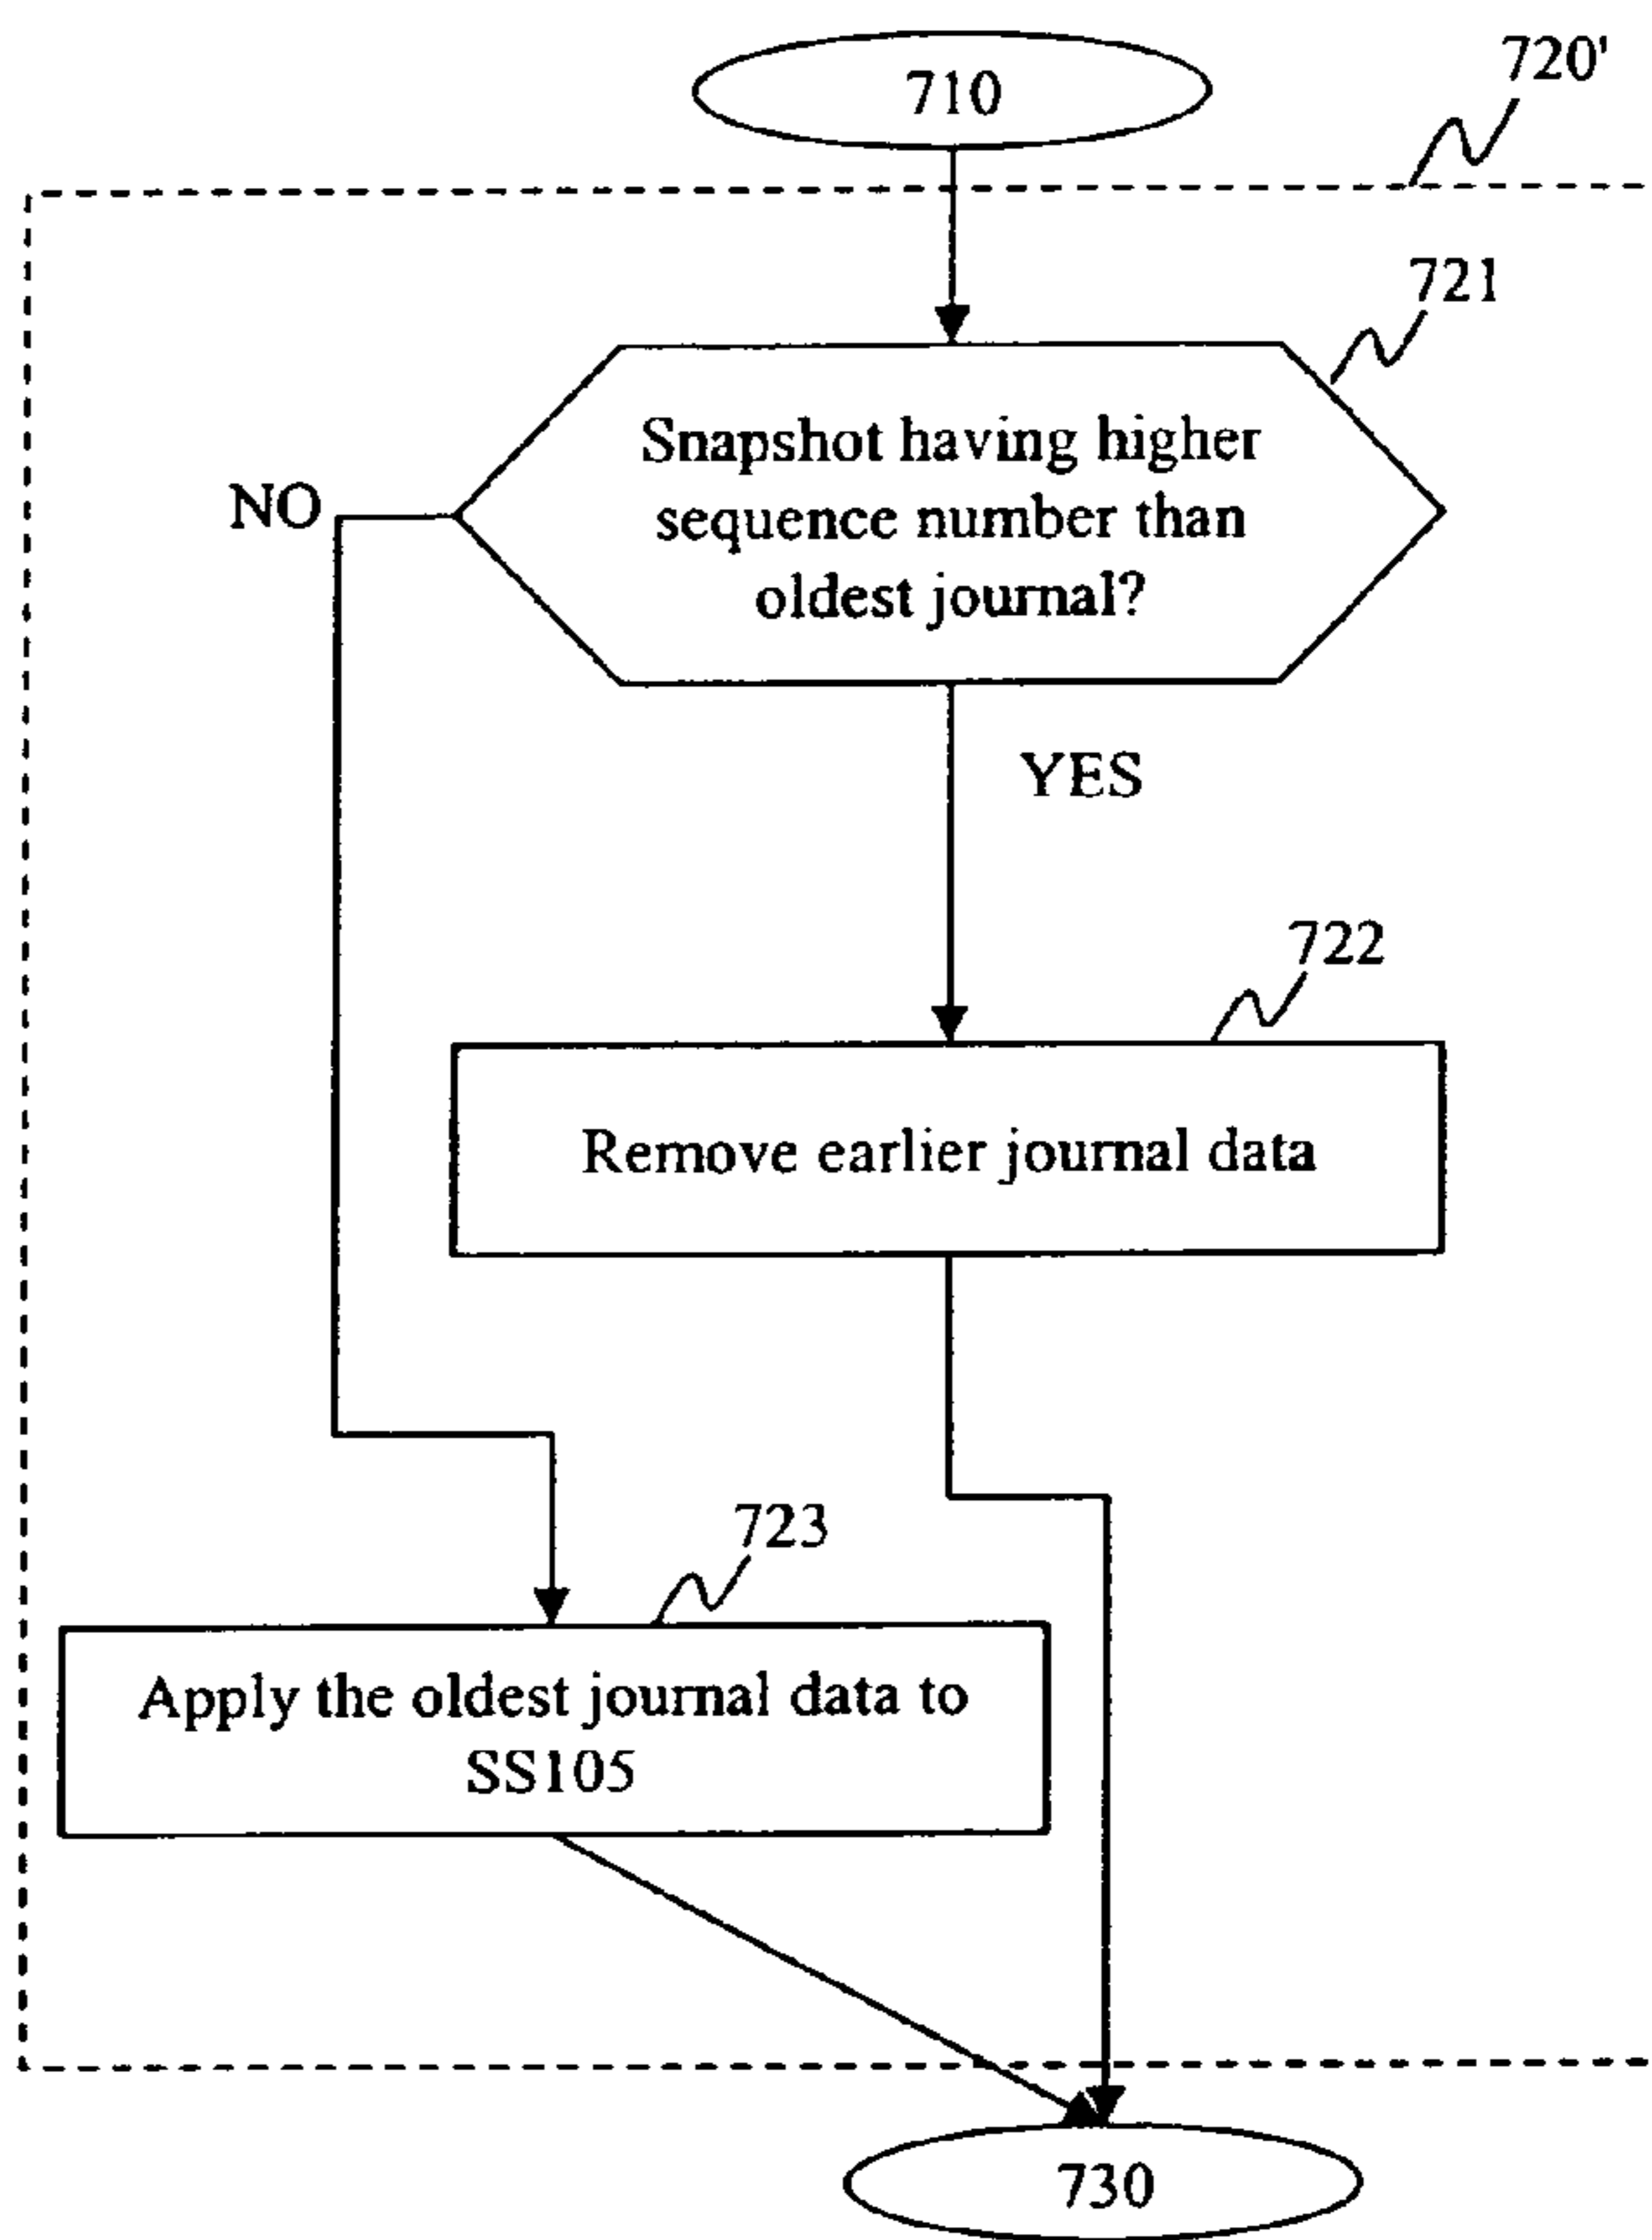 710
720'
721
Snapshot having higher
sequence number than
oldest journal?
NO
YES
722
Remove earlier journal data
723
Apply the oldest journal data to
SS105
730